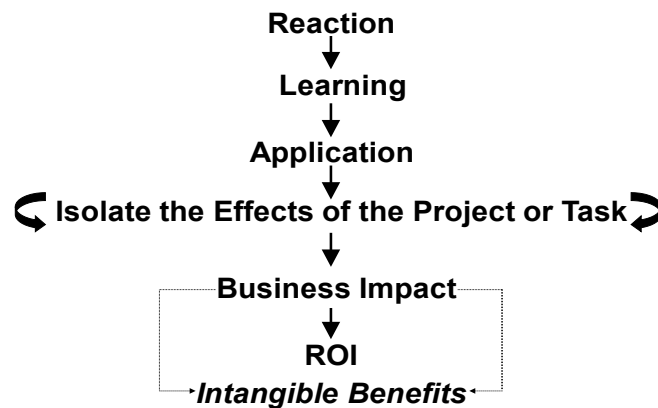 Reaction
Learning
Application
Isolate the Effects of the Project or Task
Business Impact
ROI
Intangible Benefits